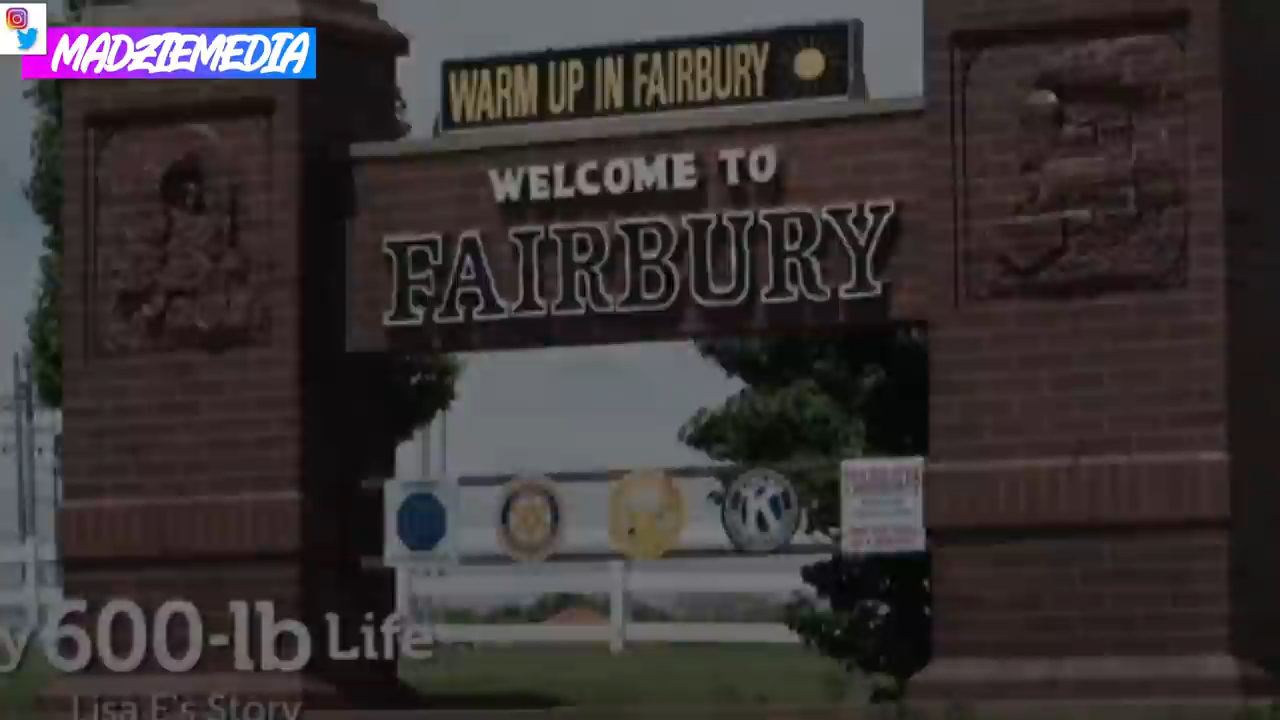 MADZIEMEDIA
WARM UP IN FAIRBURY
WELCOME TO
FAIRBURY
K
y 600-lb Life
Lisa E's Story